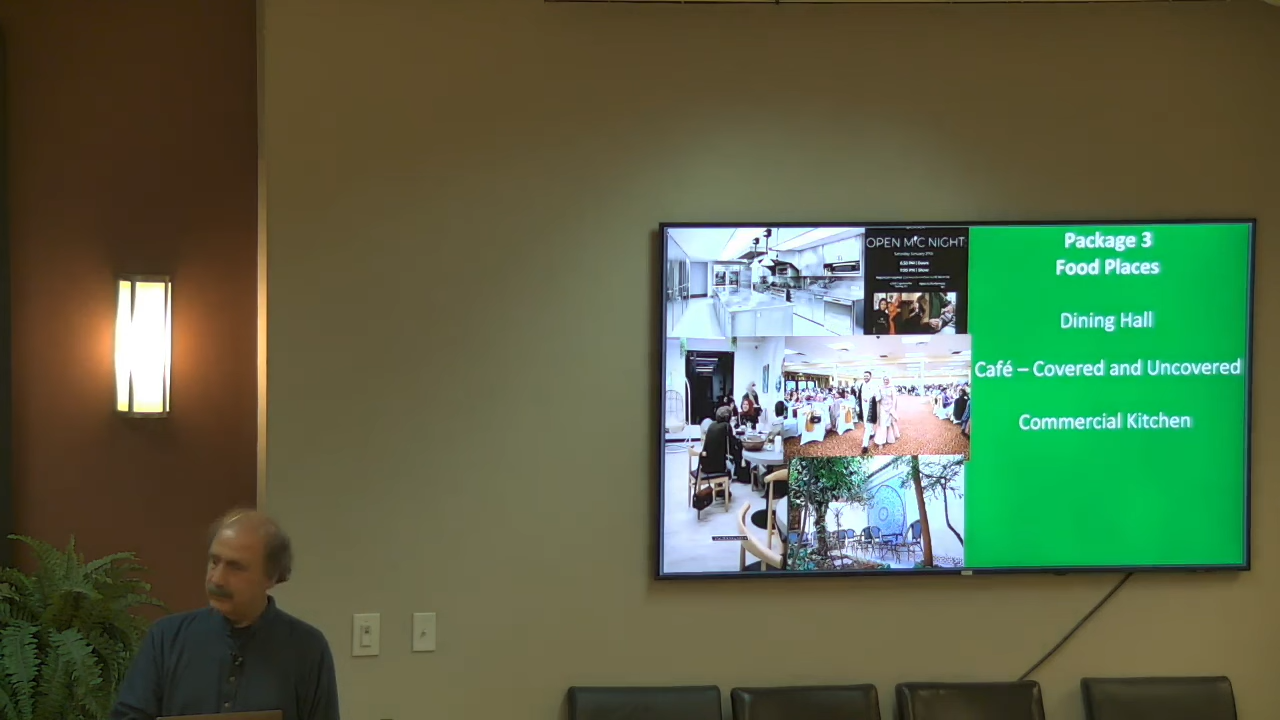 OPEN MIC NIGHT
Package 3
Food Places
Dining Hall
Café – Covered and Uncovered
Commercial Kitchen